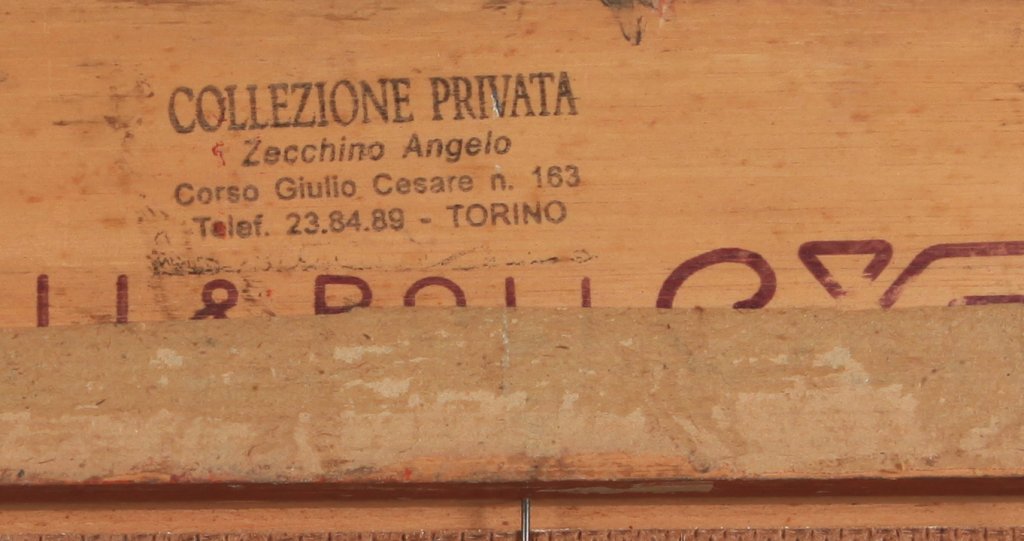 COLLEZIONE PRIVATA
Zecchino Angelo
Corso Giulio Cesare n. 163
Telef. 23.84.89 - TORINO
&